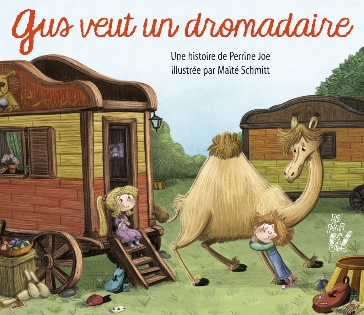 Gus veut un dromadaire
Une histoire de Perrine Joe
illustrée par Maïté Schmitt